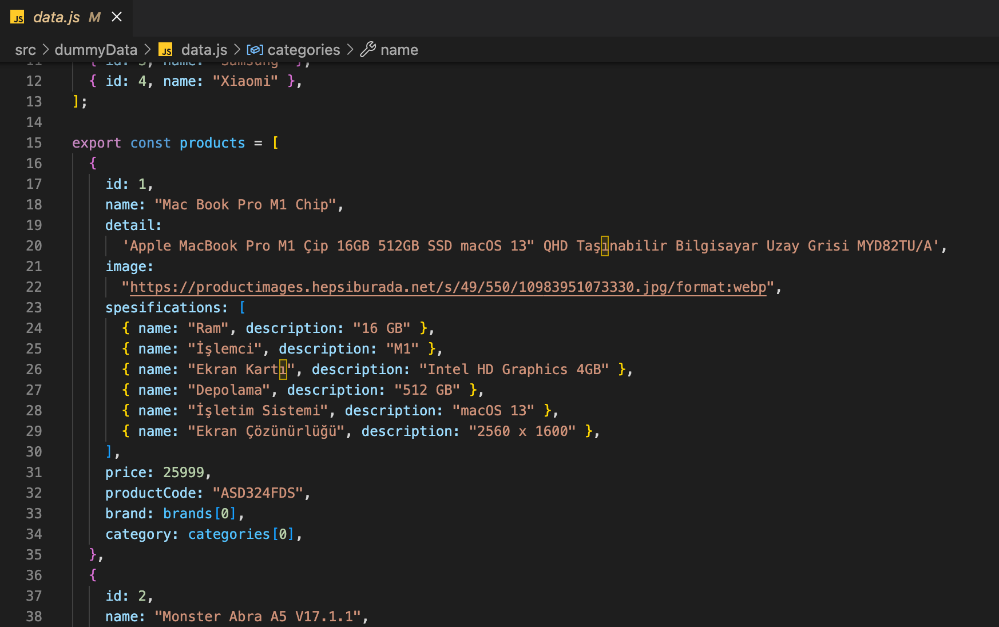 JS data.js M
src > dummyData > JS data.js > categories > name
11 { id: 3, name: "Samsung" },
12 { id: 4, name: "Xiaomi" },
13 ];
14
15 export const products = [
16 {
17 id: 1,
18 name: "Mac Book Pro M1 Chip",
19 detail:
20 'Apple MacBook Pro M1 Çip 16GB 512GB SSD macOS 13" QHD Taşınabilir Bilgisayar Uzay Grisi MYD82TU/A',
21 image:
22 "https://productimages.hepsiburada.net/s/49/550/10983951073330.jpg/format:webp",
23 spesifications: [
24 { name: "Ram", description: "16 GB" },
25 { name: "İşlemci", description: "M1" },
26 { name: "Ekran Kartı", description: "Intel HD Graphics 4GB" },
27 { name: "Depolama", description: "512 GB" },
28 { name: "İşletim Sistemi", description: "macOS 13" },
29 { name: "Ekran Çözünürlüğü", description: "2560 x 1600" },
30 ],
31 price: 25999,
32 productCode: "ASD324FDS",
33 brand: brands[0],
34 category: categories[0],
35 },
36 {
37 id: 2,
38 name: "Monster Abra A5 V17.1.1",